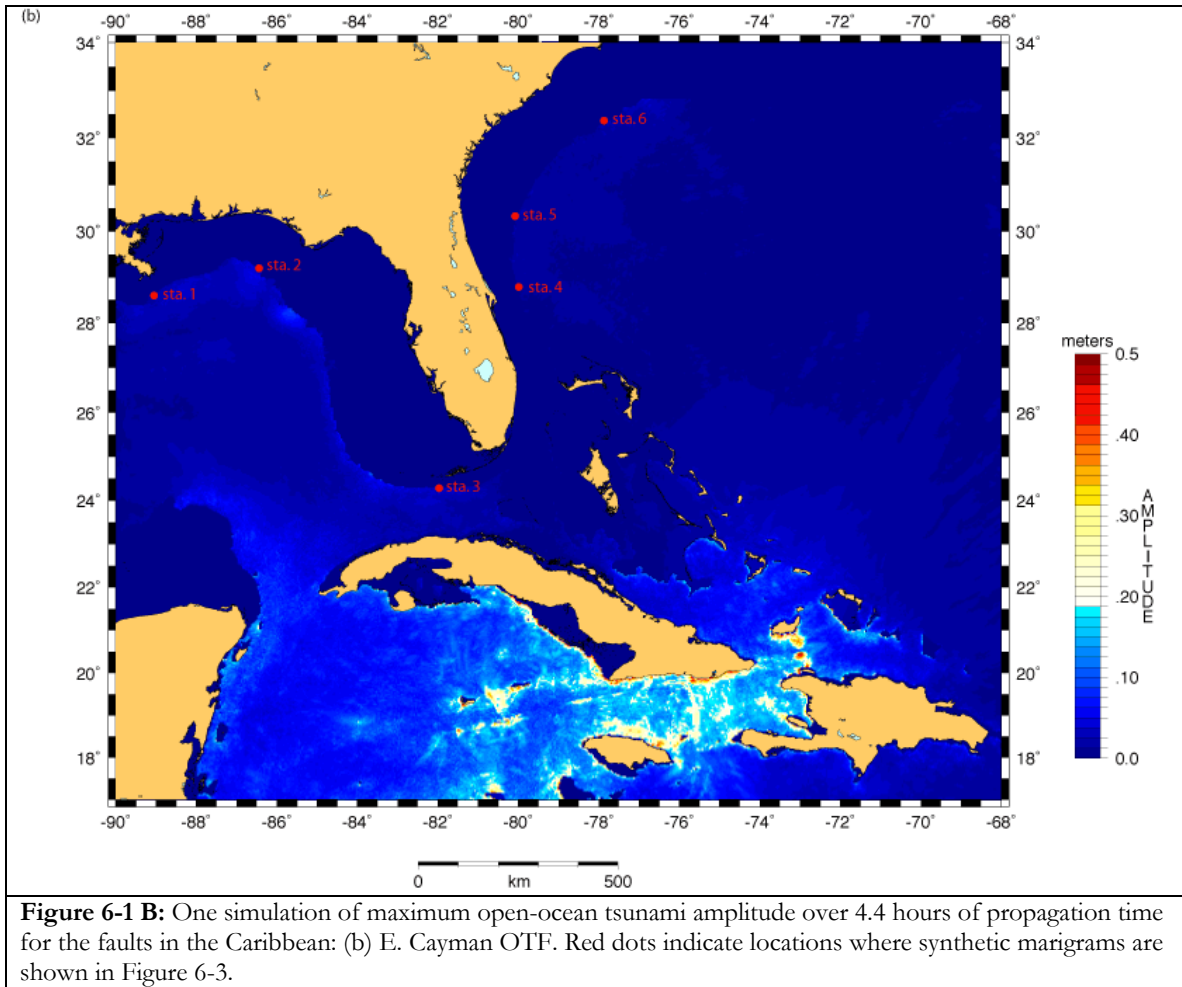 (b)
-90 -88 -86 -84 -82 -80 -78 -76 -74 -72 -70 -68
34° 34°
sta. 6
32° 32°
sta. 5
30° 30°
sta. 2
sta. 1 sta. 4
28° 28°
meters
0.5
26° 26°
.40
sta. 3
24° 24°
.30
22° 22°
.20
20° 20°
.10
18° 18°
0.0
AMPLITUDE
-90 -88 -86 -84 -82 -80 -78 -76 -74 -72 -70 -68
0 km 500
Figure 6-1 B: One simulation of maximum open-ocean tsunami amplitude over 4.4 hours of propagation time
for the faults in the Caribbean: (b) E. Cayman OTF. Red dots indicate locations where synthetic marigrams are
shown in Figure 6-3.